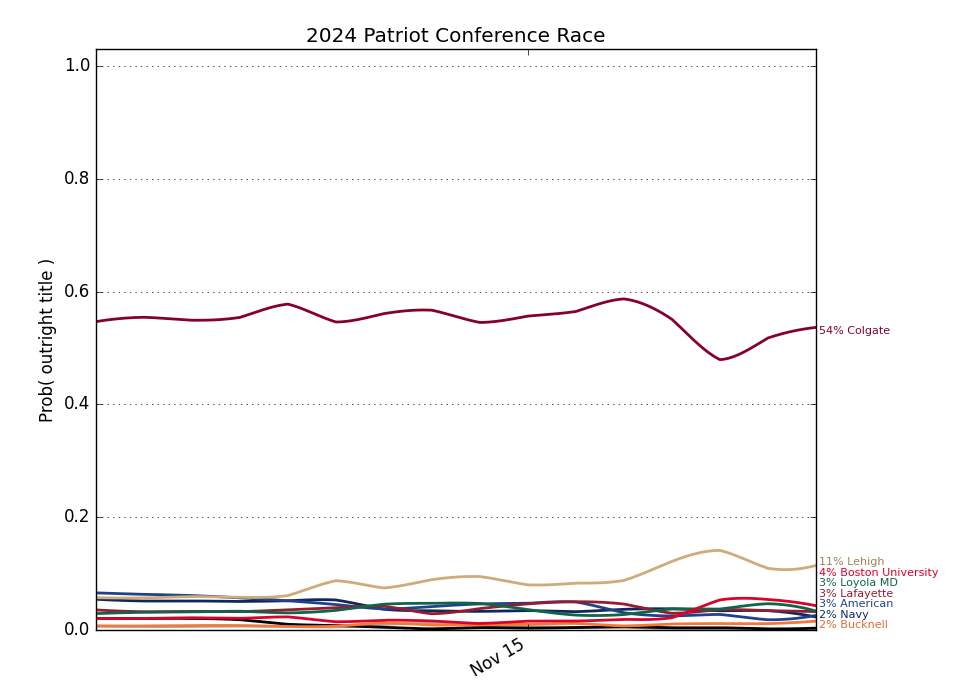 2024 Patriot Conference Race
1.0
0.8
0.6
0.4
0.2
0.0
Prob( outright title )
Nov 15
54% Colgate
11% Lehigh
4% Boston University
3% Loyola MD
3% Lafayette
3% American
2% Navy
2% Bucknell